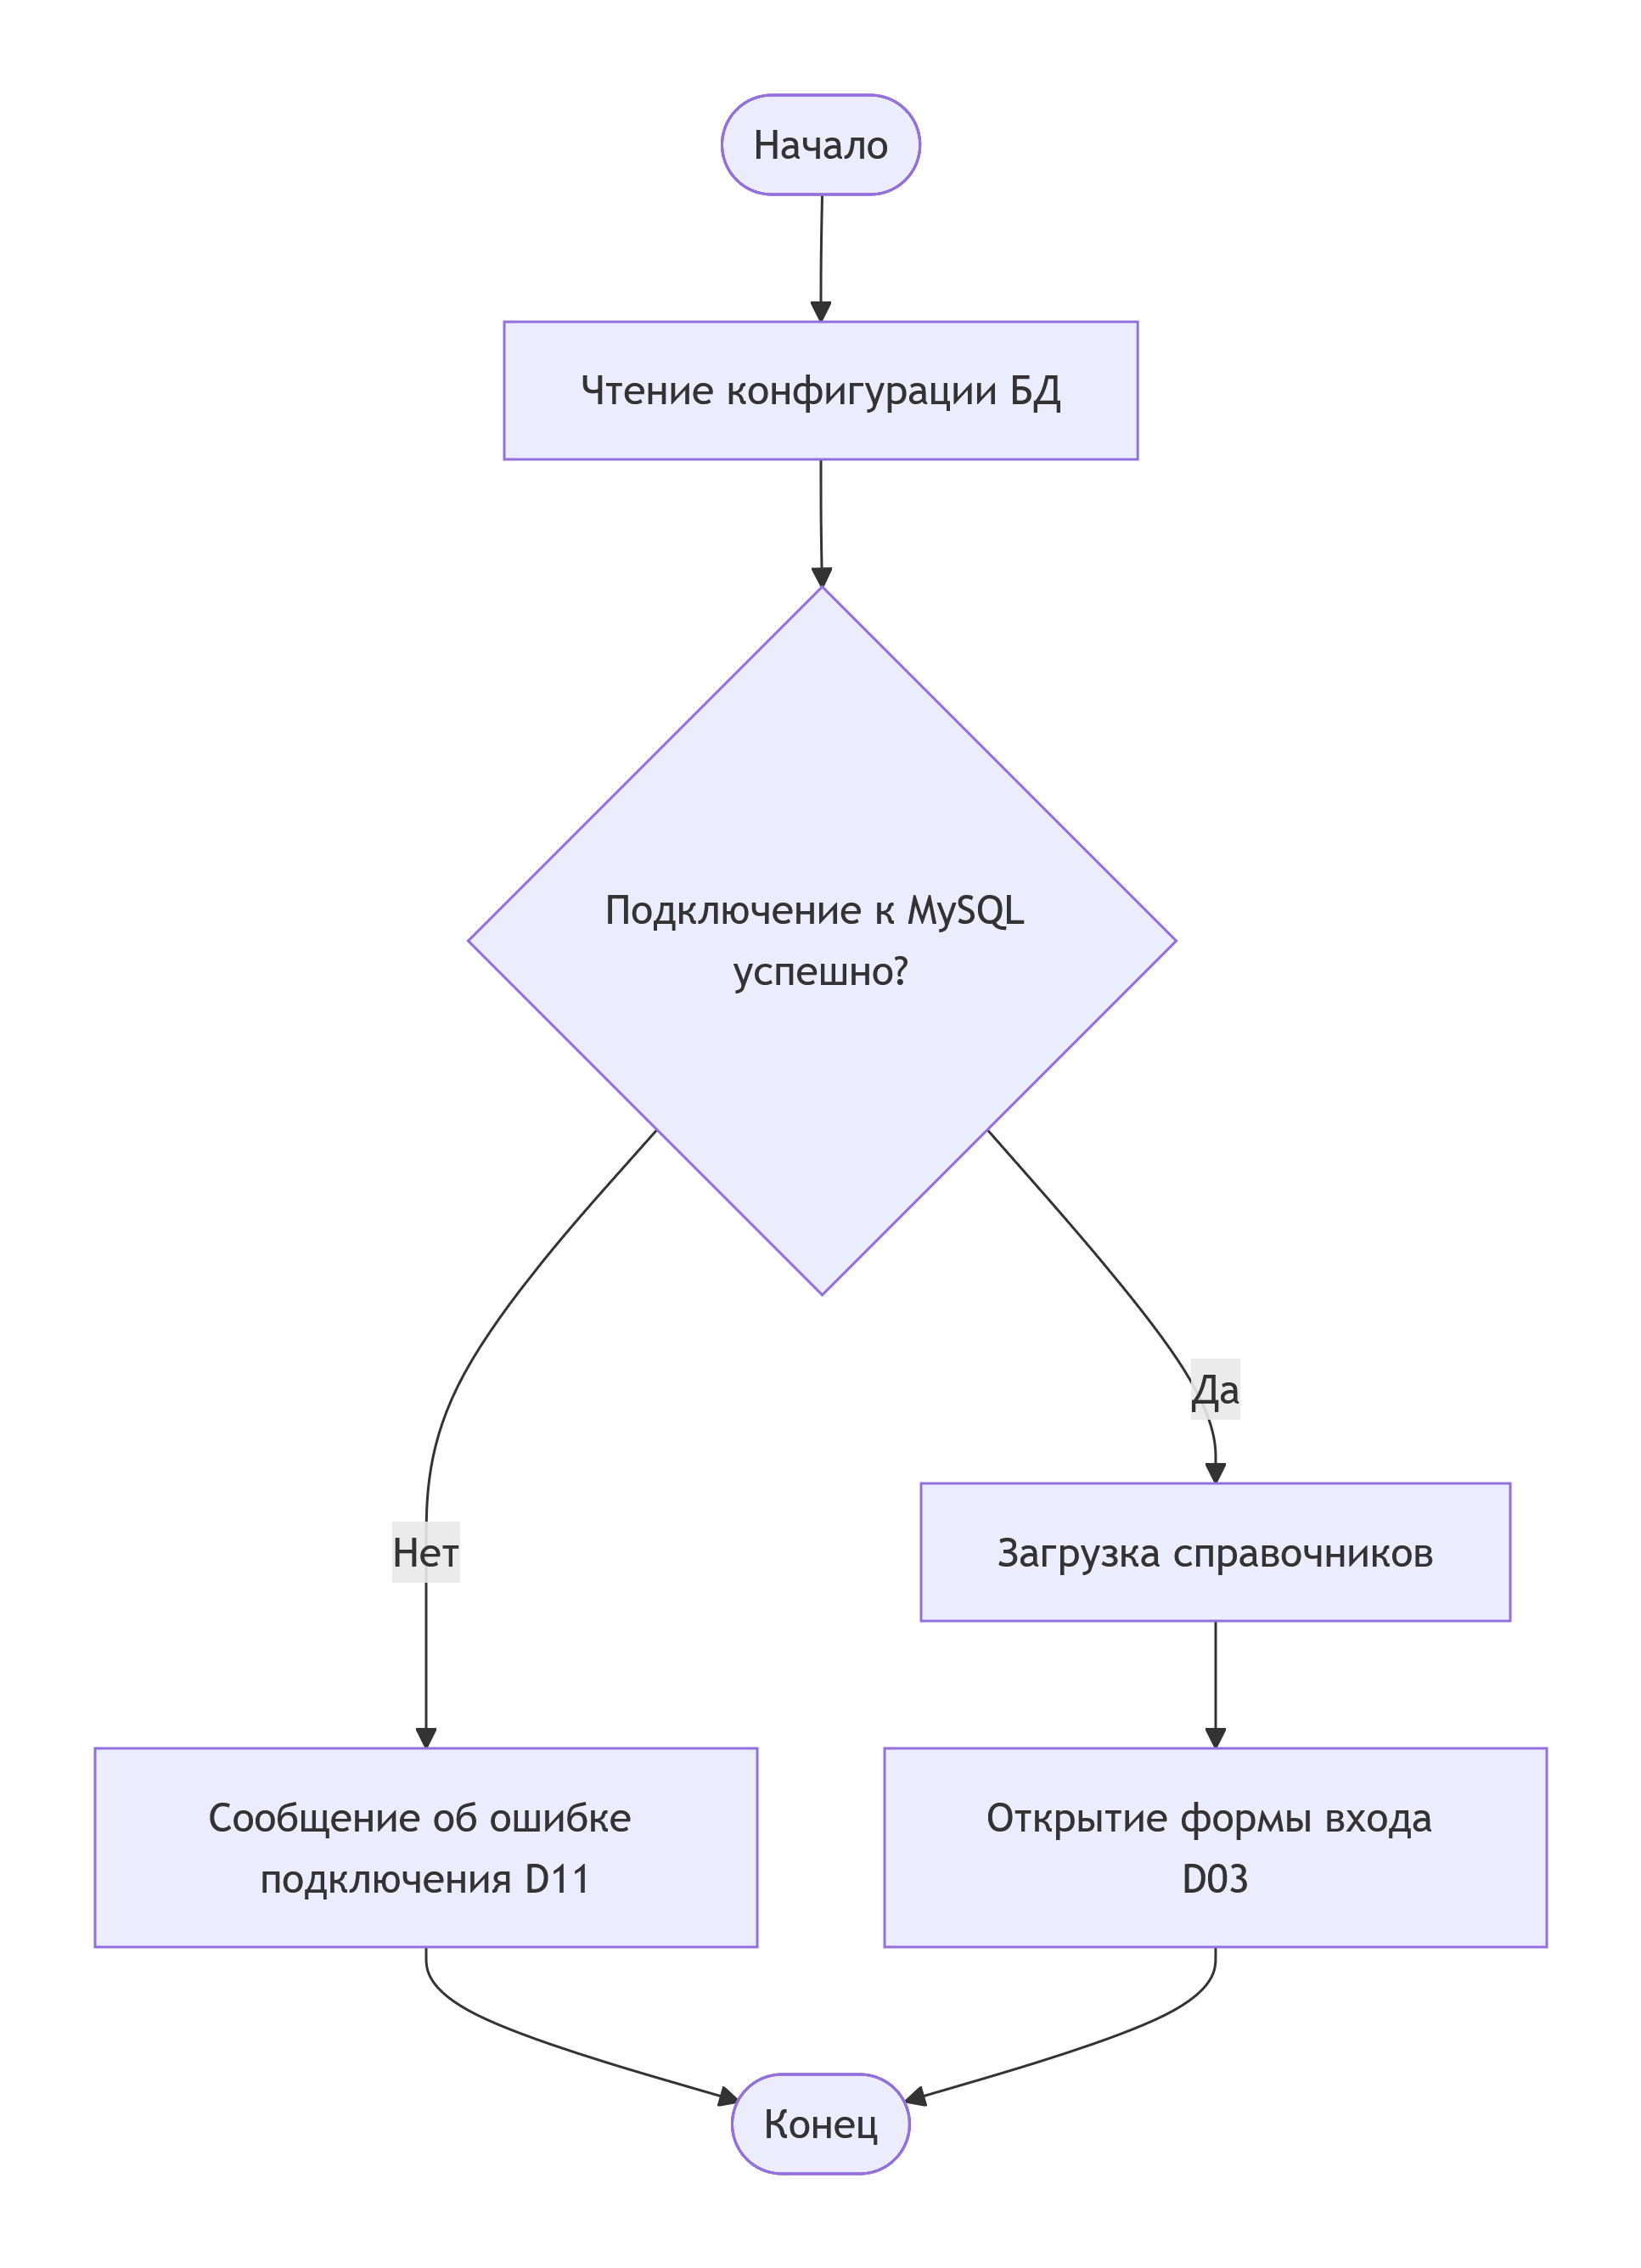 Начало
Чтение конфигурации БД
Подключение к MySQL
успешно?
Да
Нет
Загрузка справочников
Сообщение об ошибке
подключения D11
Открытие формы входа
D03
Конец